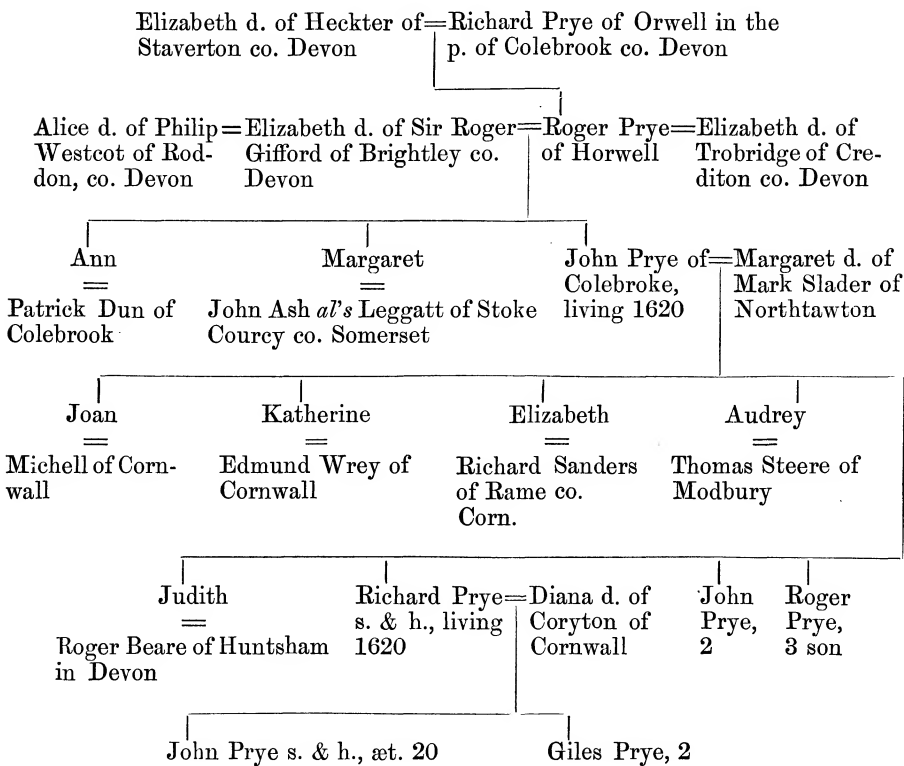 Elizabeth d. of Heckter of=Richard Prye of Orwell in the
Staverton co. Devon p. of Colebrook co. Devon
Alice d. of Philip=Elizabeth d. of Sir Roger=Roger Prye=Elizabeth d. of
Westcot of Rod- Gifford of Brightley co. of Horwell Trobridge of Cre-
don, co. Devon Devon diton co. Devon
Ann Margaret John Prye of=Margaret d. of
= = Colebroke, Mark Slader of
Patrick Dun of John Ash al's Leggatt of Stoke living 1620 Northtawton
Colebrook Courcy co. Somerset
Joan Katherine Elizabeth Audrey
= = = =
Michell of Corn- Edmund Wrey of Richard Sanders Thomas Steere of
wall Cornwall of Rame co. Modbury
Corn.
Judith Richard Prye=Diana d. of John Roger
= s. & h., living Coryton of Prye, Prye,
Roger Beare of Huntsham 1620 Cornwall 2 3 son
in Devon
John Prye s. & h., æt. 20 Giles Prye, 2